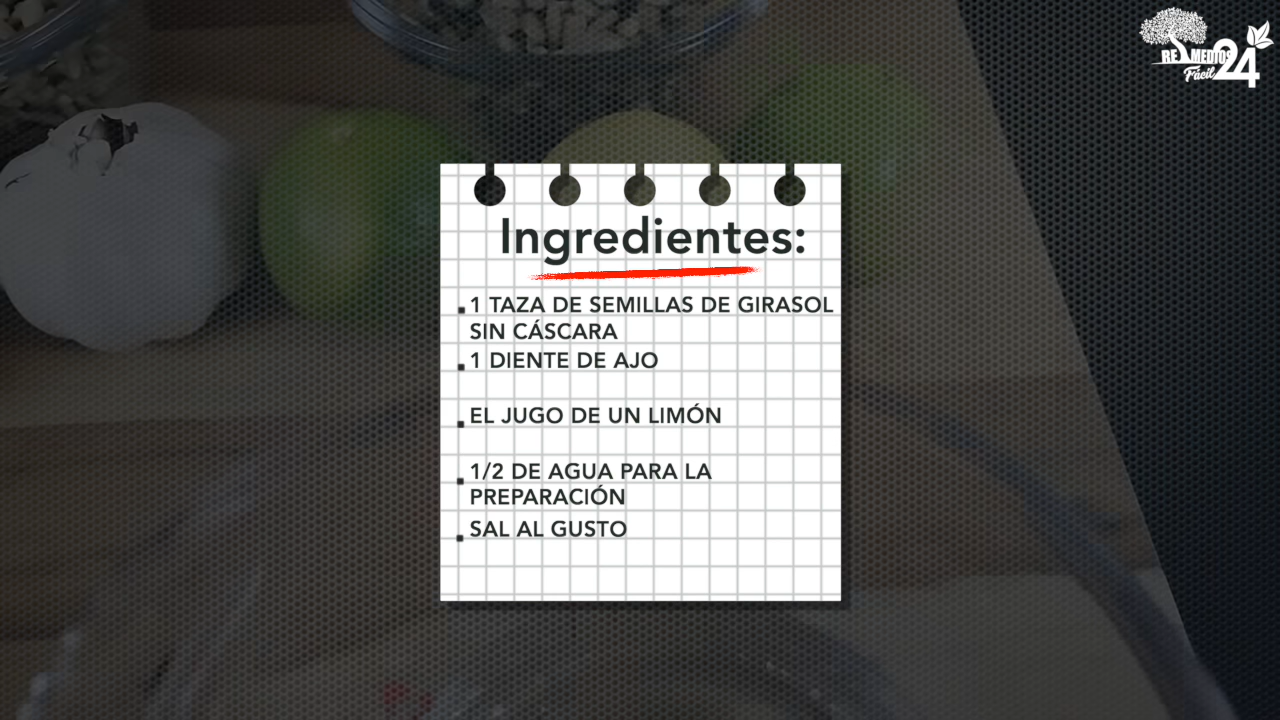 REMEDIOS
Fácil 24
Ingredientes:
1 TAZA DE SEMILLAS DE GIRASOL
SIN CÁSCARA
1 DIENTE DE AJO
EL JUGO DE UN LIMÓN
1/2 DE AGUA PARA LA
PREPARACIÓN
SAL AL GUSTO